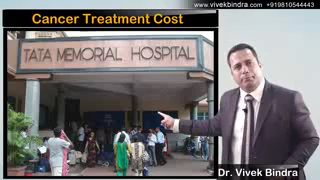 www.vivekbindra.com +919810544443
Cancer Treatment Cost
TATA MEMORIAL HOSPITAL
Dr. Vivek Bindra